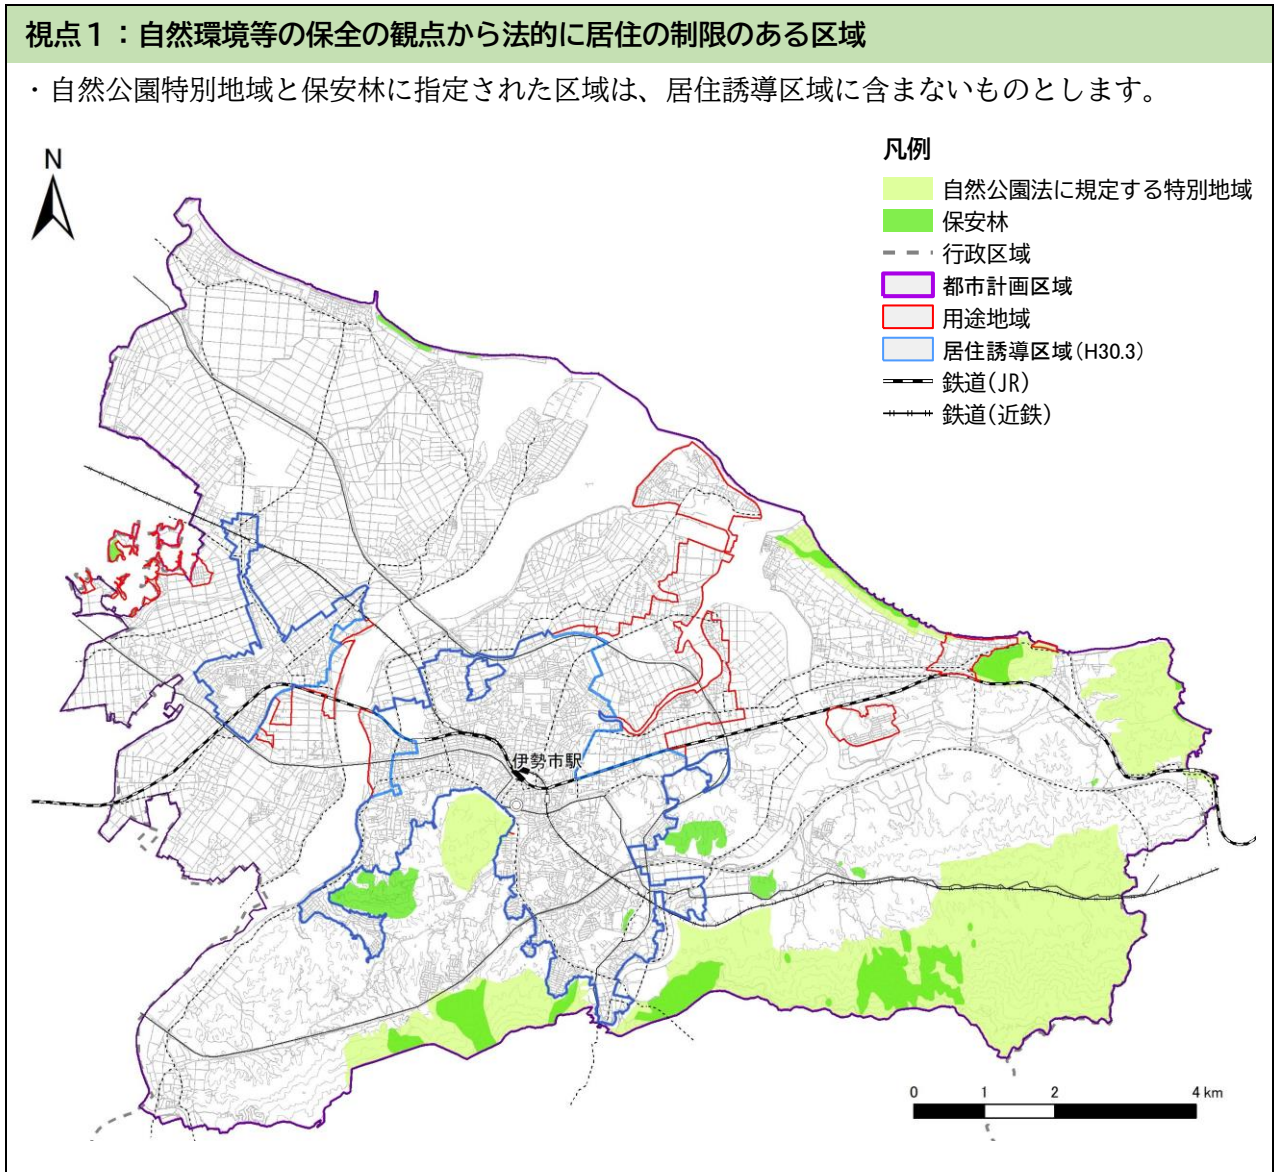 視点1：自然環境等の保全の観点から法的に居住の制限のある区域
・自然公園特別地域と保安林に指定された区域は、居住誘導区域に含まないものとします。
N
凡例
自然公園法に規定する特別地域
保安林
行政区域
都市計画区域
用途地域
居住誘導区域(H30.3)
鉄道(JR)
鉄道(近鉄)
伊勢市駅
0 1 2 4 km